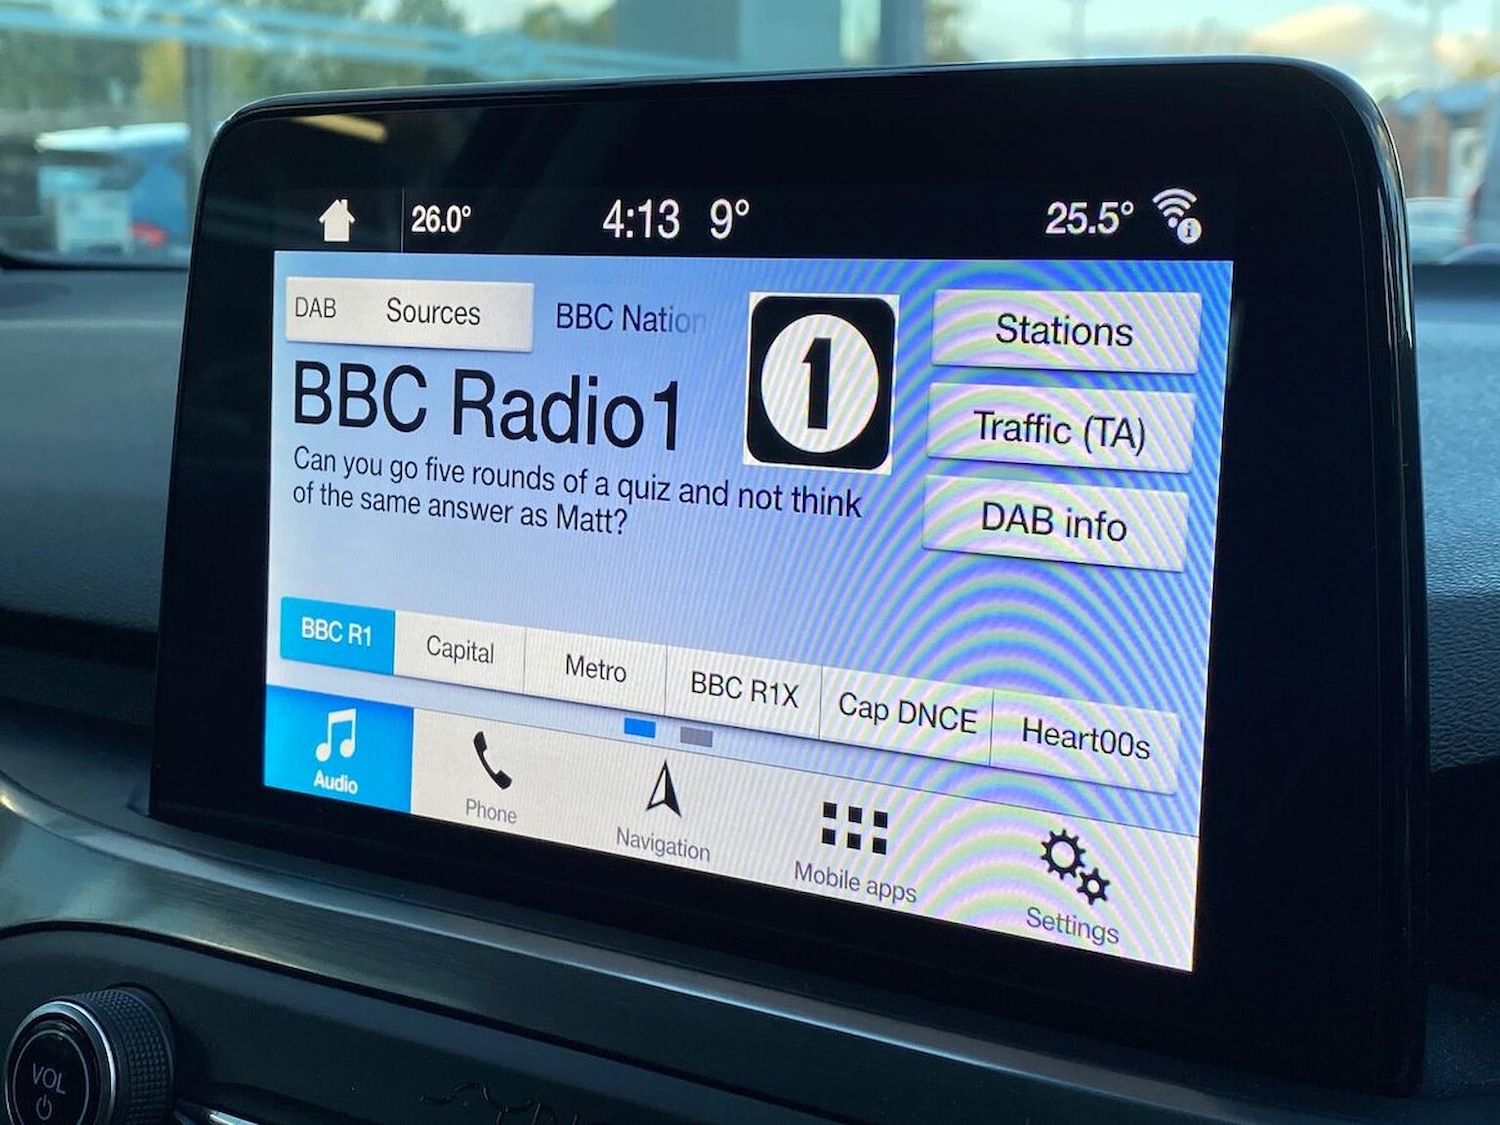 26.0° 4:13 9° 25.5°
DAB Sources BBC Nation
1
Stations
BBC Radio1
Traffic (TA)
Can you go five rounds of a quiz and not think
of the same answer as Matt?
DAB info
BBC R1 Capital Metro BBC R1X Cap DNCE Heart00s
Audio Phone Navigation Mobile apps Settings
VOL